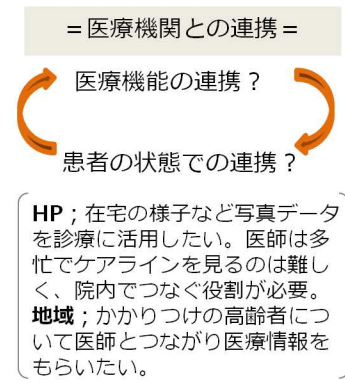 ＝医療機関との連携＝
医療機能の連携？
患者の状態での連携？
HP；在宅の様子など写真データ
を診療に活用したい。医師は多
忙でケアラインを見るのは難し
く、院内でつなぐ役割が必要。
地域；かかりつけの高齢者につ
いて医師とつながり医療情報を
もらいたい。